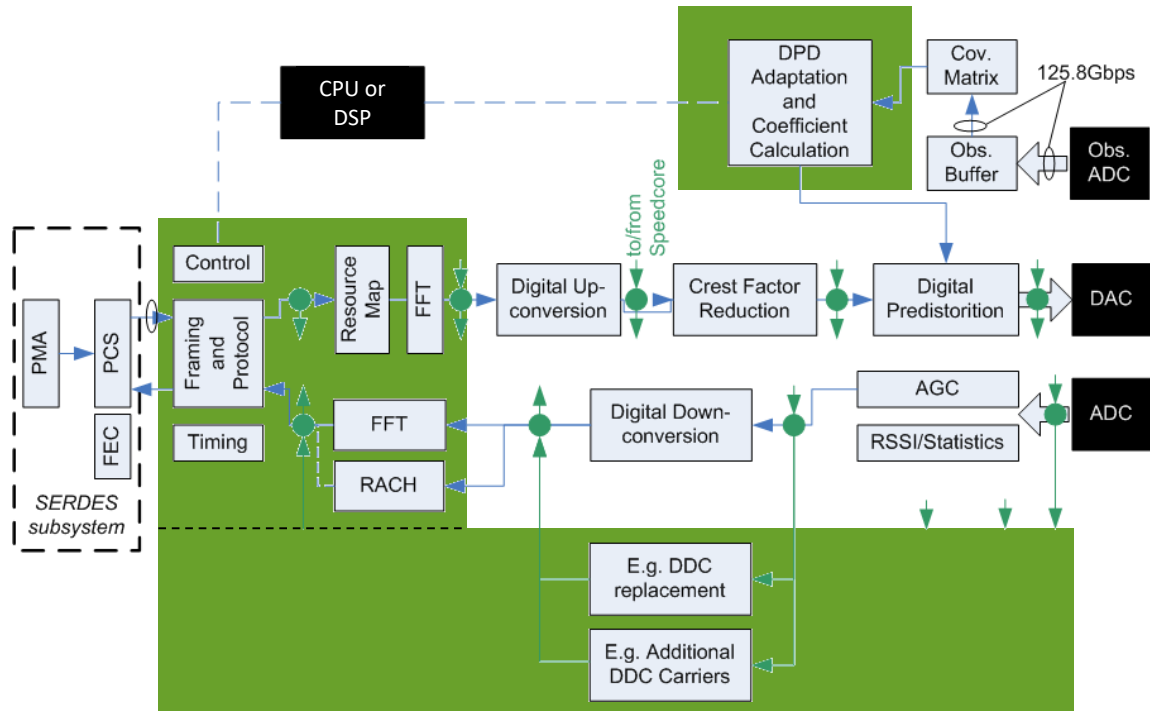 DPD
Adaptation
and
Coefficient
Calculation
Cov.
Matrix
125.8Gbps
CPU or
DSP
Obs.
Buffer
Obs.
ADC
to/from
Speedcore
Control
Resource
Map
FFT
Digital Up-
conversion
Crest Factor
Reduction
Digital
Predistorition
DAC
PMA
PCS
Framing
and
Protocol
AGC
ADC
FFT
Digital Down-
conversion
FEC
Timing
RSSI/Statistics
RACH
SERDES
subsystem
E.g. DDC
replacement
E.g. Additional
DDC Carriers